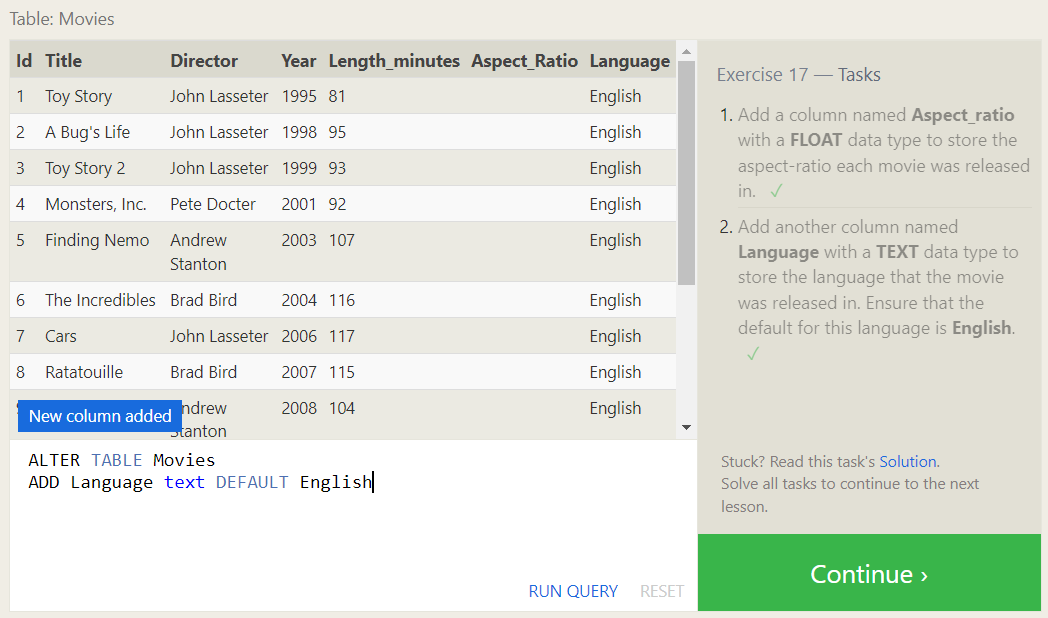 Table: Movies
Id Title Director Year Length_minutes Aspect_Ratio Language
1 Toy Story John Lasseter 1995 81 English
2 A Bug's Life John Lasseter 1998 95 English
3 Toy Story 2 John Lasseter 1999 93 English
4 Monsters, Inc. Pete Docter 2001 92 English
5 Finding Nemo Andrew 2003 107 English
Stanton
6 The Incredibles Brad Bird 2004 116 English
7 Cars John Lasseter 2006 117 English
8 Ratatouille Brad Bird 2007 115 English
ndrew 2008 104 English
Stanton
New column added
ALTER TABLE Movies
ADD Language text DEFAULT English
RUN QUERY RESET
Exercise 17 — Tasks
1. Add a column named Aspect_ratio
with a FLOAT data type to store the
aspect-ratio each movie was released
in. ✓
2. Add another column named
Language with a TEXT data type to
store the language that the movie
was released in. Ensure that the
default for this language is English.
✓
Stuck? Read this task's Solution.
Solve all tasks to continue to the next
lesson.
Continue ›